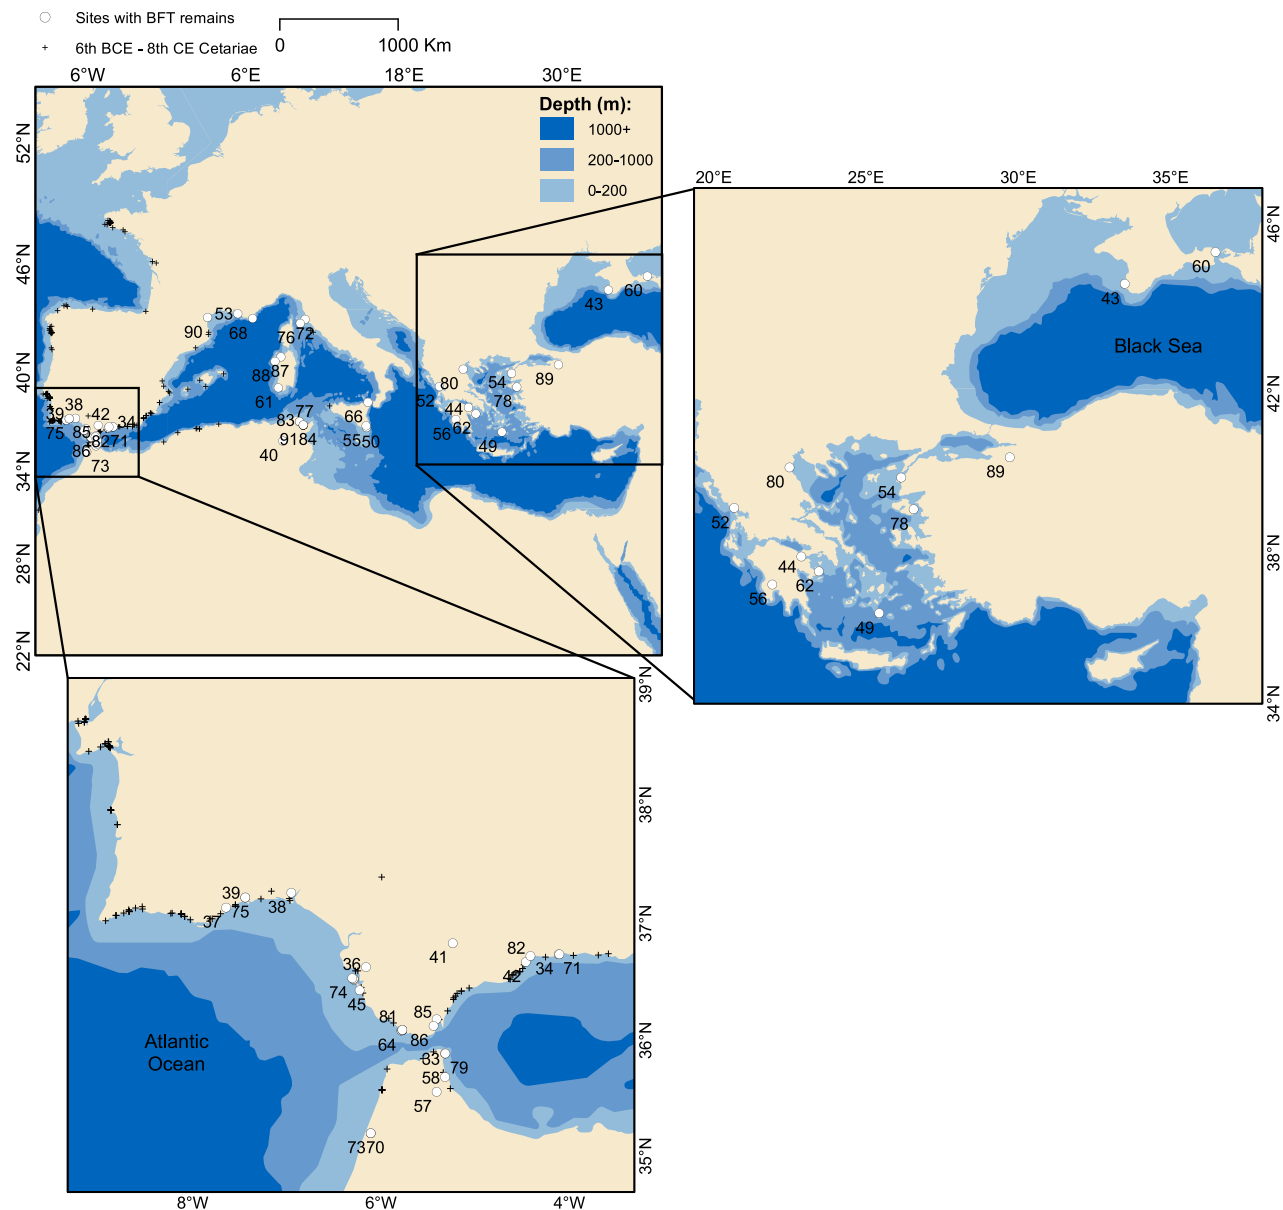 Sites with BFT remains
6th BCE - 8th CE Cetariae
0 1000 Km
6°W 6°E 18°E 30°E
52°N
46°N
40°N
34°N
28°N
22°N
Depth (m):
1000+
200-1000
0-200
60
43
53
90 68
76 72
87
88
61
77
83
66
91 84
40
55 50
80
54
89
52
78
44
56 62
49
38
39 42 34
75 85
82 71
86
73
20°E 25°E 30°E 35°E
46°N
42°N
38°N
34°N
60
43
Black Sea
89
80
54
52
78
44
62
56
49
39°N
38°N
37°N
36°N
35°N
39
75 38
37
41
82
36
42 34 71
74
45
81 85
64 86
Atlantic
Ocean
33
79
58
57
7370
8°W 6°W 4°W